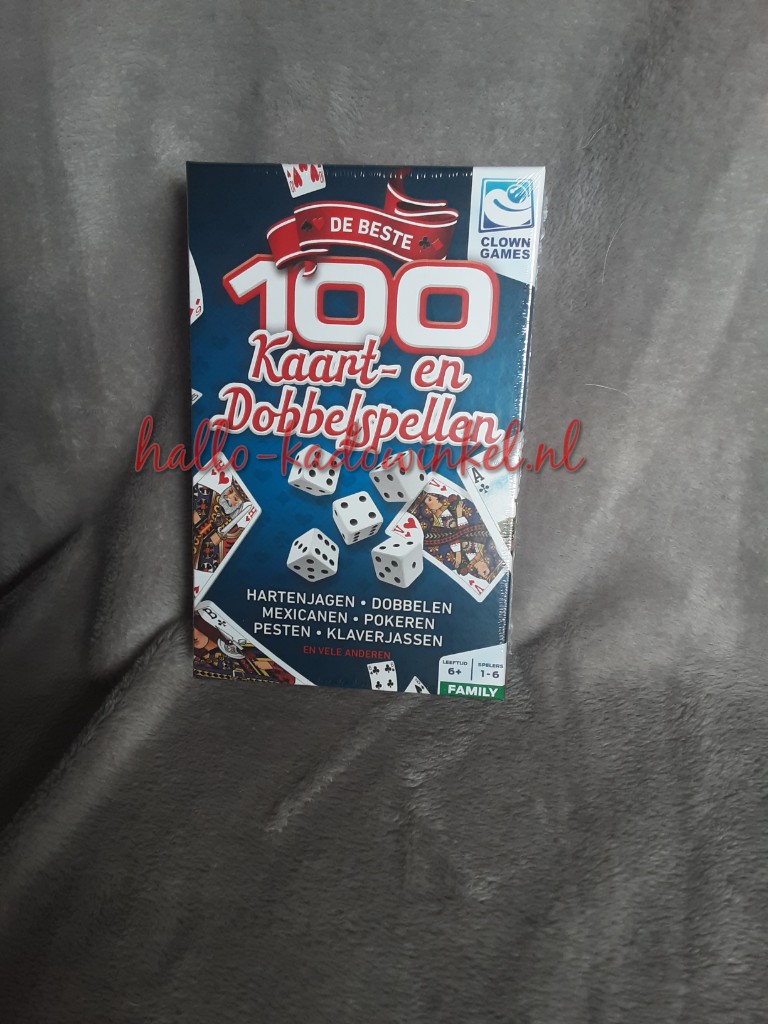 DE BESTE
CLOWN
GAMES
100
Kaart- en
Dobbelspellen
hallo-kadowinkel.nl
HARTENJAGEN • DOBBELEN
MEXICANEN • POKEREN
PESTEN • KLAVERJASSEN
EN VELE ANDEREN
LEEFTIJD
6+
SPELERS
1-6
FAMILY